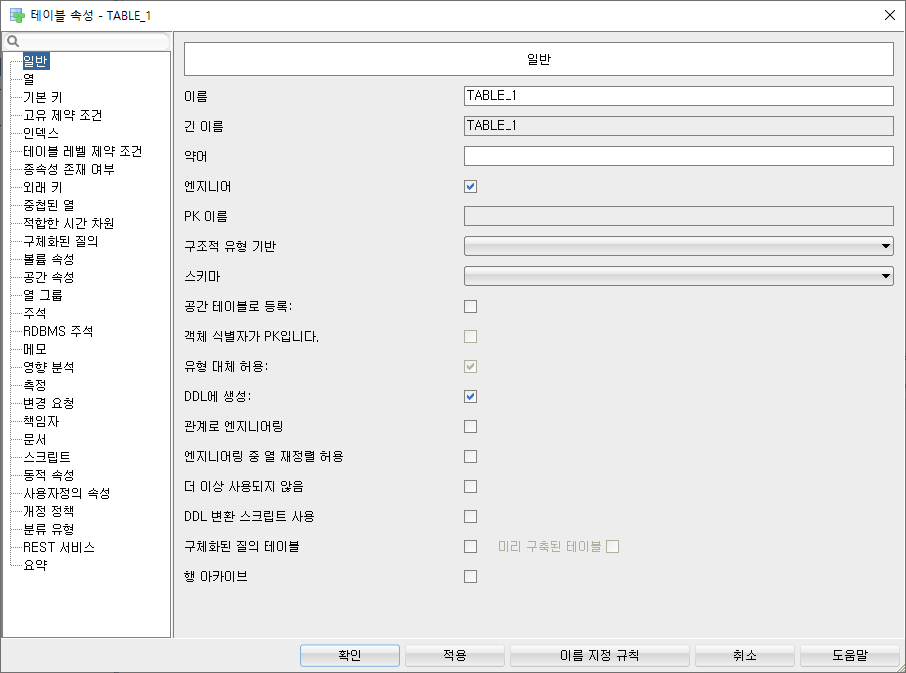 테이블 속성 - TABLE_1
일반
열
기본 키
고유 제약 조건
인덱스
테이블 레벨 제약 조건
종속성 존재 여부
외래 키
중첩된 열
적합한 시간 차원
구체화된 질의
볼륨 속성
공간 속성
열 그룹
주석
RDBMS 주석
메모
영향 분석
측정
변경 요청
책임자
문서
스크립트
동적 속성
사용자정의 속성
개정 정책
분류 유형
REST 서비스
요약
일반
이름 TABLE_1
긴 이름 TABLE_1
약어
엔지니어
PK 이름
구조적 유형 기반
스키마
공간 테이블로 등록:
객체 식별자가 PK입니다.
유형 대체 허용:
DDL에 생성:
관계로 엔지니어링
엔지니어링 중 열 재정렬 허용
더 이상 사용되지 않음
DDL 변환 스크립트 사용
구체화된 질의 테이블 미리 구축된 테이블
행 아카이브
확인 적용 이름 지정 규칙 취소 도움말